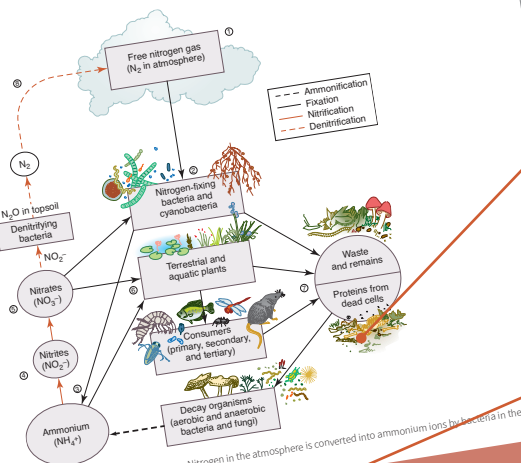 ①
Free nitrogen gas
(N₂ in atmosphere)
Ammonification
Fixation
Nitrification
Denitrification
⑧
N₂
②
Nitrogen-fixing
bacteria and
cyanobacteria
N₂O in topsoil
Denitrifying
bacteria
NO₂⁻
Terrestrial and
aquatic plants
Waste
and remains
Proteins from
dead cells
⑦
⑥
Nitrates
(NO₃⁻)
⑤
Consumers
(primary, secondary,
and tertiary)
Nitrites
(NO₂⁻)
④
③
Decay organisms
(aerobic and anaerobic
bacteria and fungi)
Ammonium
(NH₄⁺)
Nitrogen in the atmosphere is converted into ammonium ions by bacteria in the